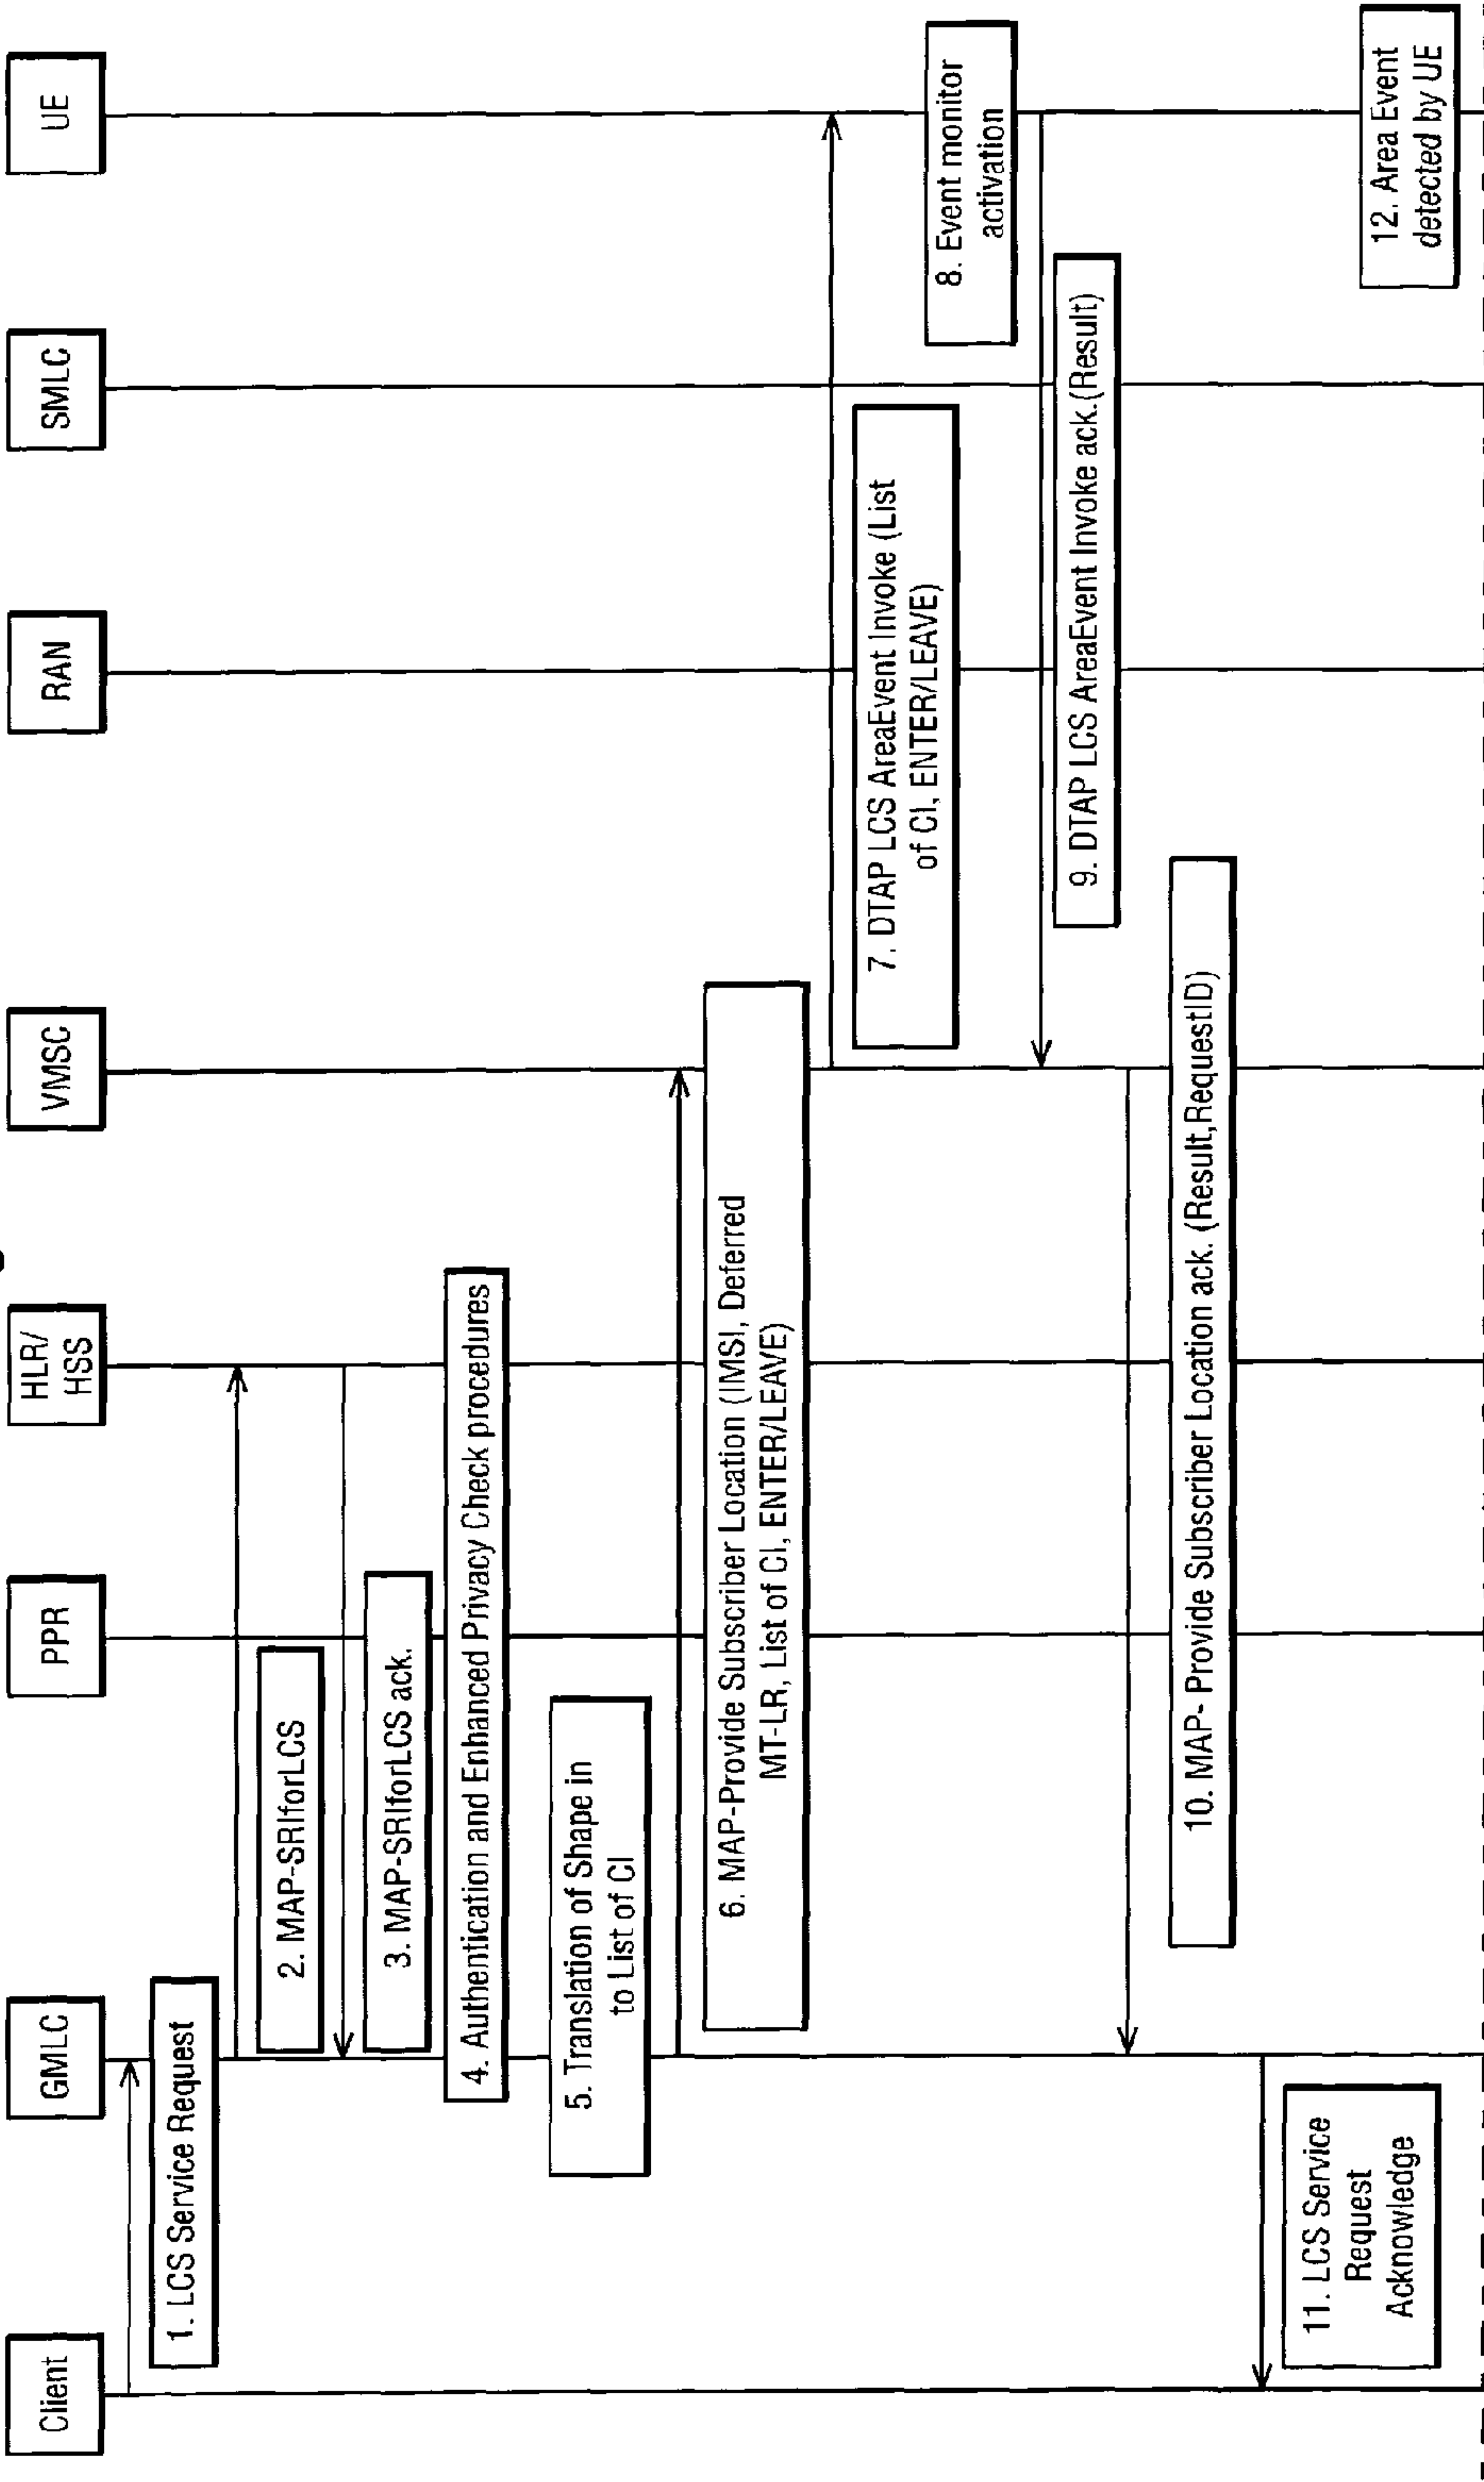 Client
GMLC
PPR
HLR/
HSS
VMSC
RAN
SMLC
UE
1. LCS Service Request
2. MAP-SRIforLCS
3. MAP-SRIforLCS ack.
4. Authentication and Enhanced Privacy Check procedures
5. Translation of Shape in
to List of CI
6. MAP-Provide Subscriber Location (IMSI, Deferred
MT-LR, List of CI, ENTER/LEAVE)
7. DTAP LCS AreaEvent Invoke (List
of CI, ENTER/LEAVE)
8. Event monitor
activation
9. DTAP LCS AreaEvent Invoke ack.(Result)
10. MAP- Provide Subscriber Location ack. (Result,RequestID)
11. LCS Service
Request
Acknowledge
12. Area Event
detected by UE